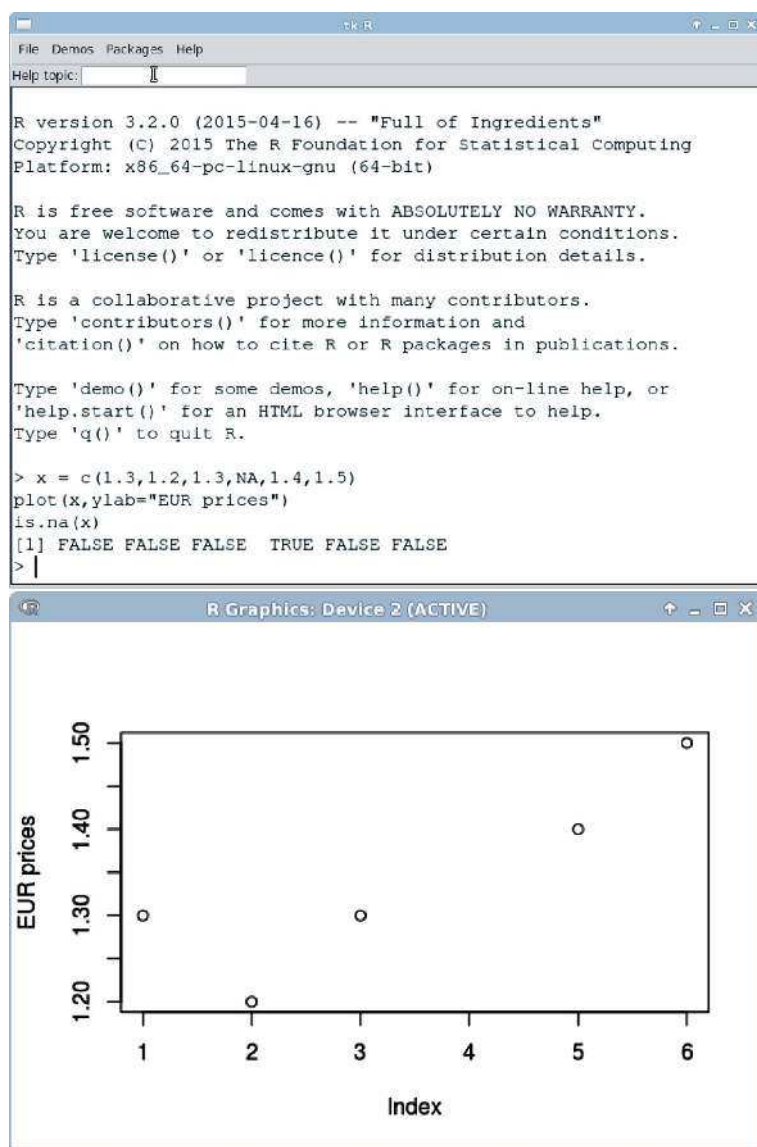 tk R
File Demos Packages Help
Help topic:
R version 3.2.0 (2015-04-16) -- "Full of Ingredients"
Copyright (C) 2015 The R Foundation for Statistical Computing
Platform: x86_64-pc-linux-gnu (64-bit)
R is free software and comes with ABSOLUTELY NO WARRANTY.
You are welcome to redistribute it under certain conditions.
Type 'license()' or 'licence()' for distribution details.
R is a collaborative project with many contributors.
Type 'contributors()' for more information and
'citation()' on how to cite R or R packages in publications.
Type 'demo()' for some demos, 'help()' for on-line help, or
'help.start()' for an HTML browser interface to help.
Type 'q()' to quit R.
> x = c(1.3,1.2,1.3,NA,1.4,1.5)
plot(x,ylab="EUR prices")
is.na(x)
[1] FALSE FALSE FALSE  TRUE FALSE FALSE
>
R Graphics: Device 2 (ACTIVE)
EUR prices
1.50
1.40
1.30
1.20
1 2 3 4 5 6
Index